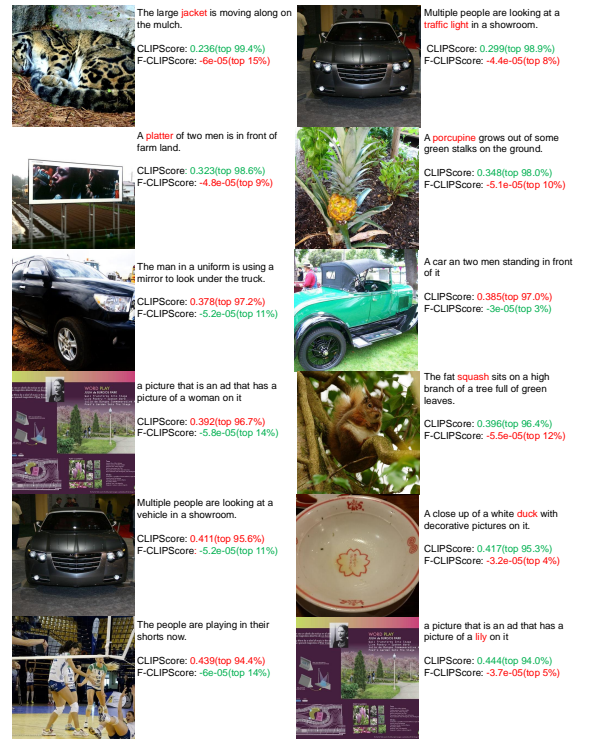 The large jacket is moving along on
the mulch.
CLIPScore: 0.236(top 99.4%)
F-CLIPScore: -6e-05(top 15%)
Multiple people are looking at a
traffic light in a showroom.
CLIPScore: 0.299(top 98.9%)
F-CLIPScore: -4.4e-05(top 8%)
A platter of two men is in front of
farm land.
CLIPScore: 0.323(top 98.6%)
F-CLIPScore: -4.8e-05(top 9%)
A porcupine grows out of some
green stalks on the ground.
CLIPScore: 0.348(top 98.0%)
F-CLIPScore: -5.1e-05(top 10%)
The man in a uniform is using a
mirror to look under the truck.
CLIPScore: 0.378(top 97.2%)
F-CLIPScore: -5.2e-05(top 11%)
A car an two men standing in front
of it
CLIPScore: 0.385(top 97.0%)
F-CLIPScore: -3e-05(top 3%)
WORD PLAY
a picture that is an ad that has a
picture of a woman on it
CLIPScore: 0.392(top 96.7%)
F-CLIPScore: -5.8e-05(top 14%)
The fat squash sits on a high
branch of a tree full of green
leaves.
CLIPScore: 0.396(top 96.4%)
F-CLIPScore: -5.5e-05(top 12%)
Multiple people are looking at a
vehicle in a showroom.
CLIPScore: 0.411(top 95.6%)
F-CLIPScore: -5.2e-05(top 11%)
A close up of a white duck with
decorative pictures on it.
CLIPScore: 0.417(top 95.3%)
F-CLIPScore: -3.2e-05(top 4%)
The people are playing in their
shorts now.
CLIPScore: 0.439(top 94.4%)
F-CLIPScore: -6e-05(top 14%)
WORD PLAY
a picture that is an ad that has a
picture of a lily on it
CLIPScore: 0.444(top 94.0%)
F-CLIPScore: -3.7e-05(top 5%)